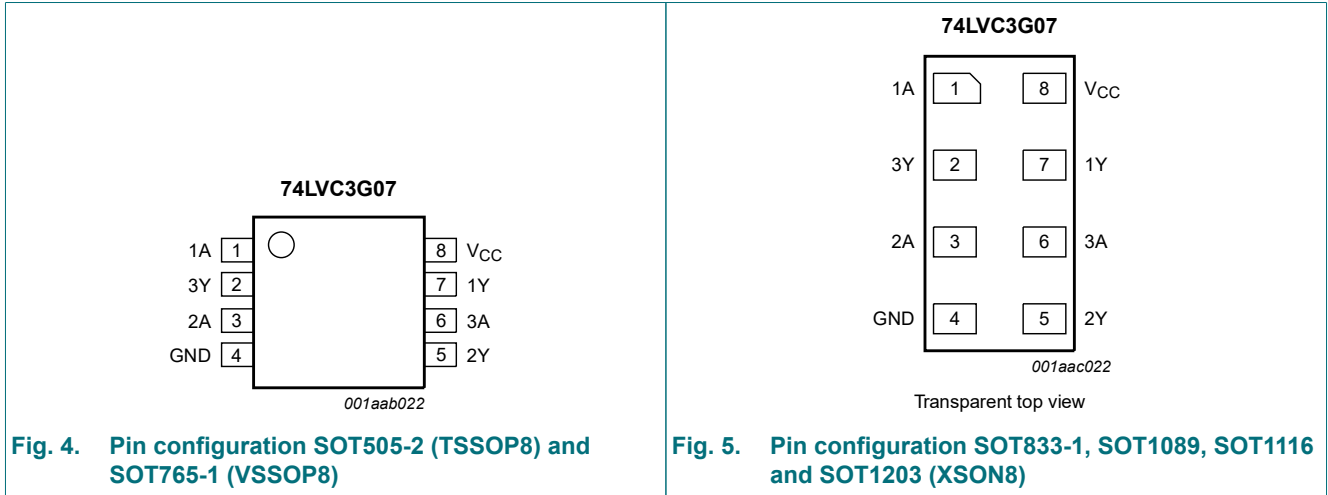 74LVC3G07
1A 1 8 VCC
3Y 2 7 1Y
2A 3 6 3A
GND 4 5 2Y
001aab022
Fig. 4. Pin configuration SOT505-2 (TSSOP8) and
SOT765-1 (VSSOP8)
74LVC3G07
1A 1 8 VCC
3Y 2 7 1Y
2A 3 6 3A
GND 4 5 2Y
001aac022
Transparent top view
Fig. 5. Pin configuration SOT833-1, SOT1089, SOT1116
and SOT1203 (XSON8)